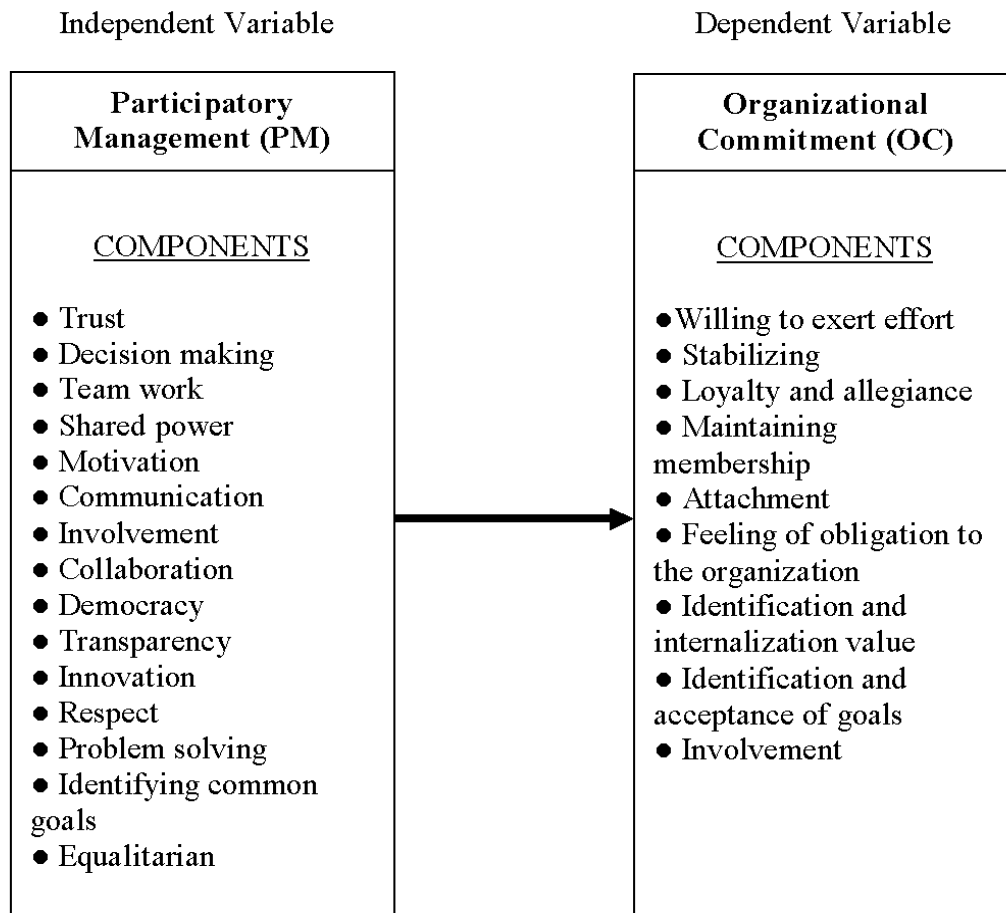 Independent Variable
Participatory
Management (PM)
COMPONENTS
● Trust
● Decision making
● Team work
● Shared power
● Motivation
● Communication
● Involvement
● Collaboration
● Democracy
● Transparency
● Innovation
● Respect
● Problem solving
● Identifying common
goals
● Equalitarian
Dependent Variable
Organizational
Commitment (OC)
COMPONENTS
●Willing to exert effort
● Stabilizing
● Loyalty and allegiance
● Maintaining
membership
● Attachment
● Feeling of obligation to
the organization
● Identification and
internalization value
● Identification and
acceptance of goals
● Involvement